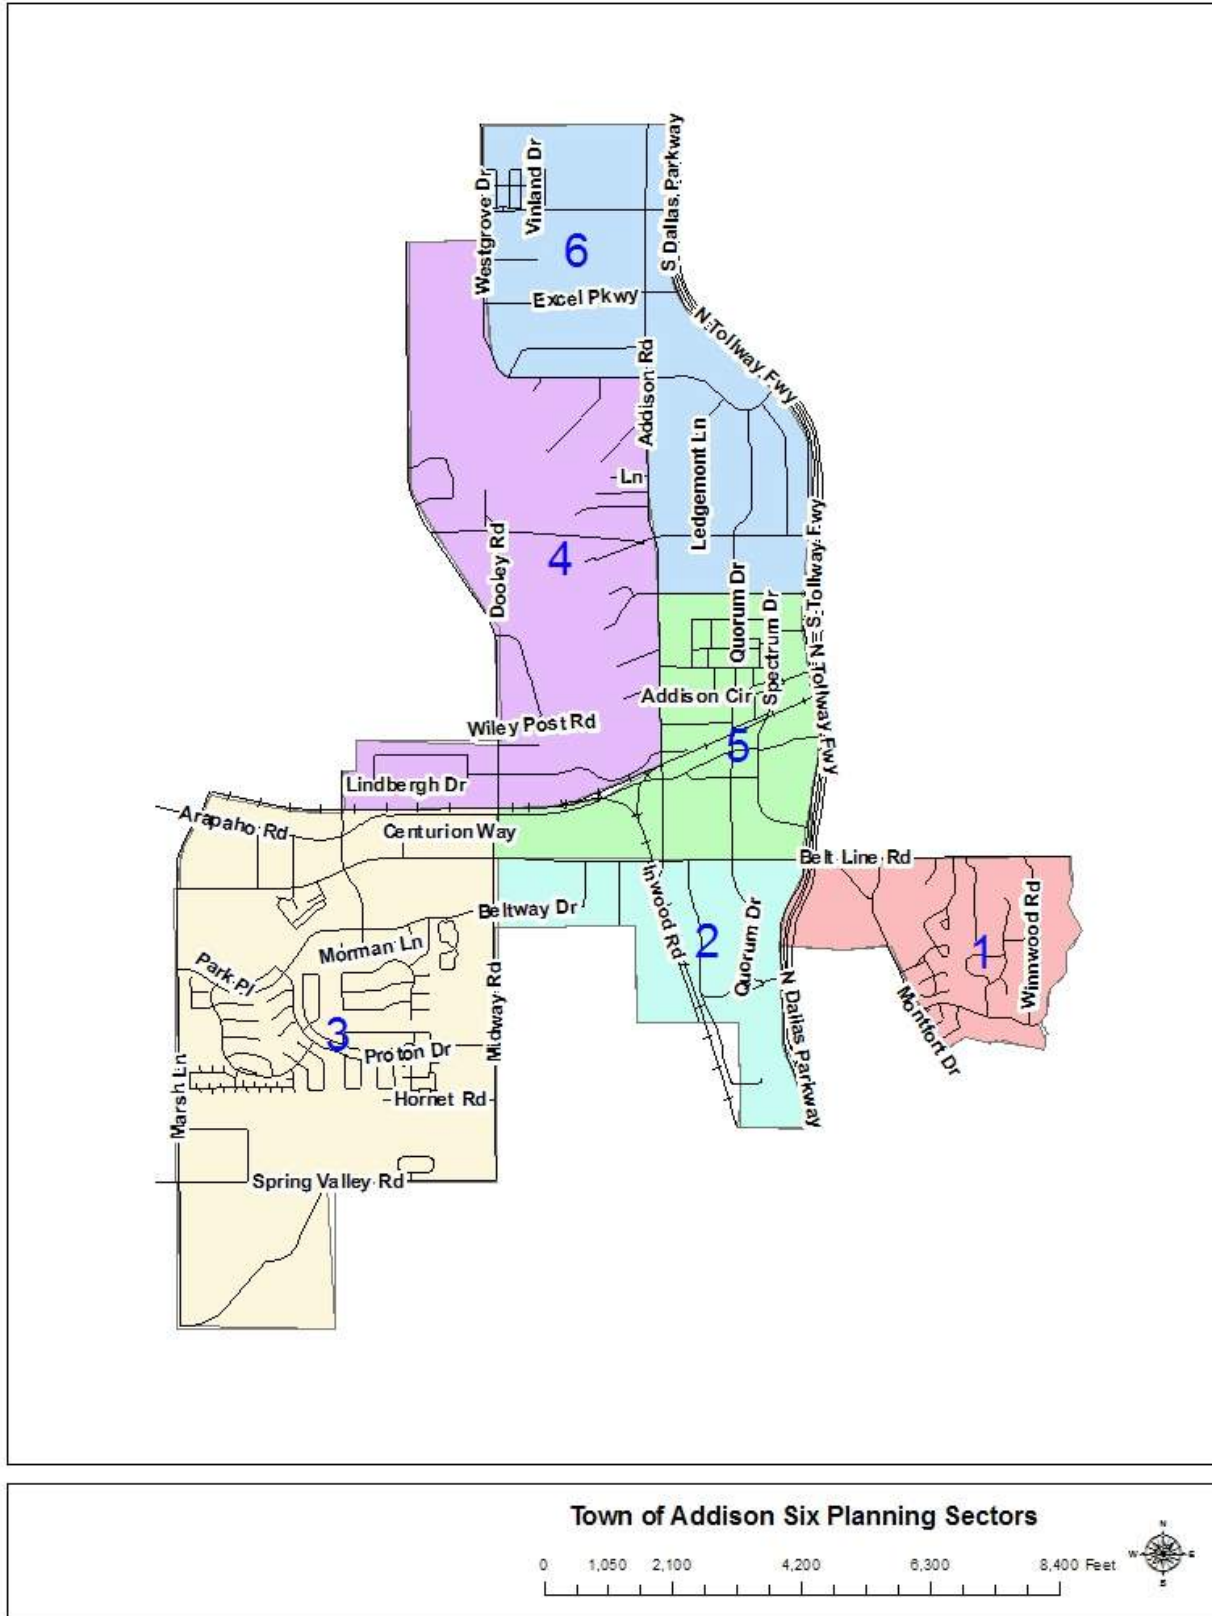 S Dallas Parkway
Vinland Dr
Westgrove Dr
6
Excel Pkwy
N Tollway Fwy
Addison Rd
Ledgemont Ln
Ln
4
Dooley Rd
S Tollway Fwy
Quorum Dr
Spectrum Dr
N Tollway Fwy
Addison Cir
Wiley Post Rd
5
Lindbergh Dr
Arapaho Rd
Centurion Way
Belt Line Rd
Inwood Rd
Beltway Dr
Quorum Dr
Winnwood Rd
2
1
Morman Ln
Park Pl
Midway Rd
N Dallas Parkway
Montfort Dr
3
Proton Dr
Marsh Ln
Hornet Rd
Spring Valley Rd
Town of Addison Six Planning Sectors
0 1,050 2,100 4,200 6,300 8,400 Feet
N
W E
S